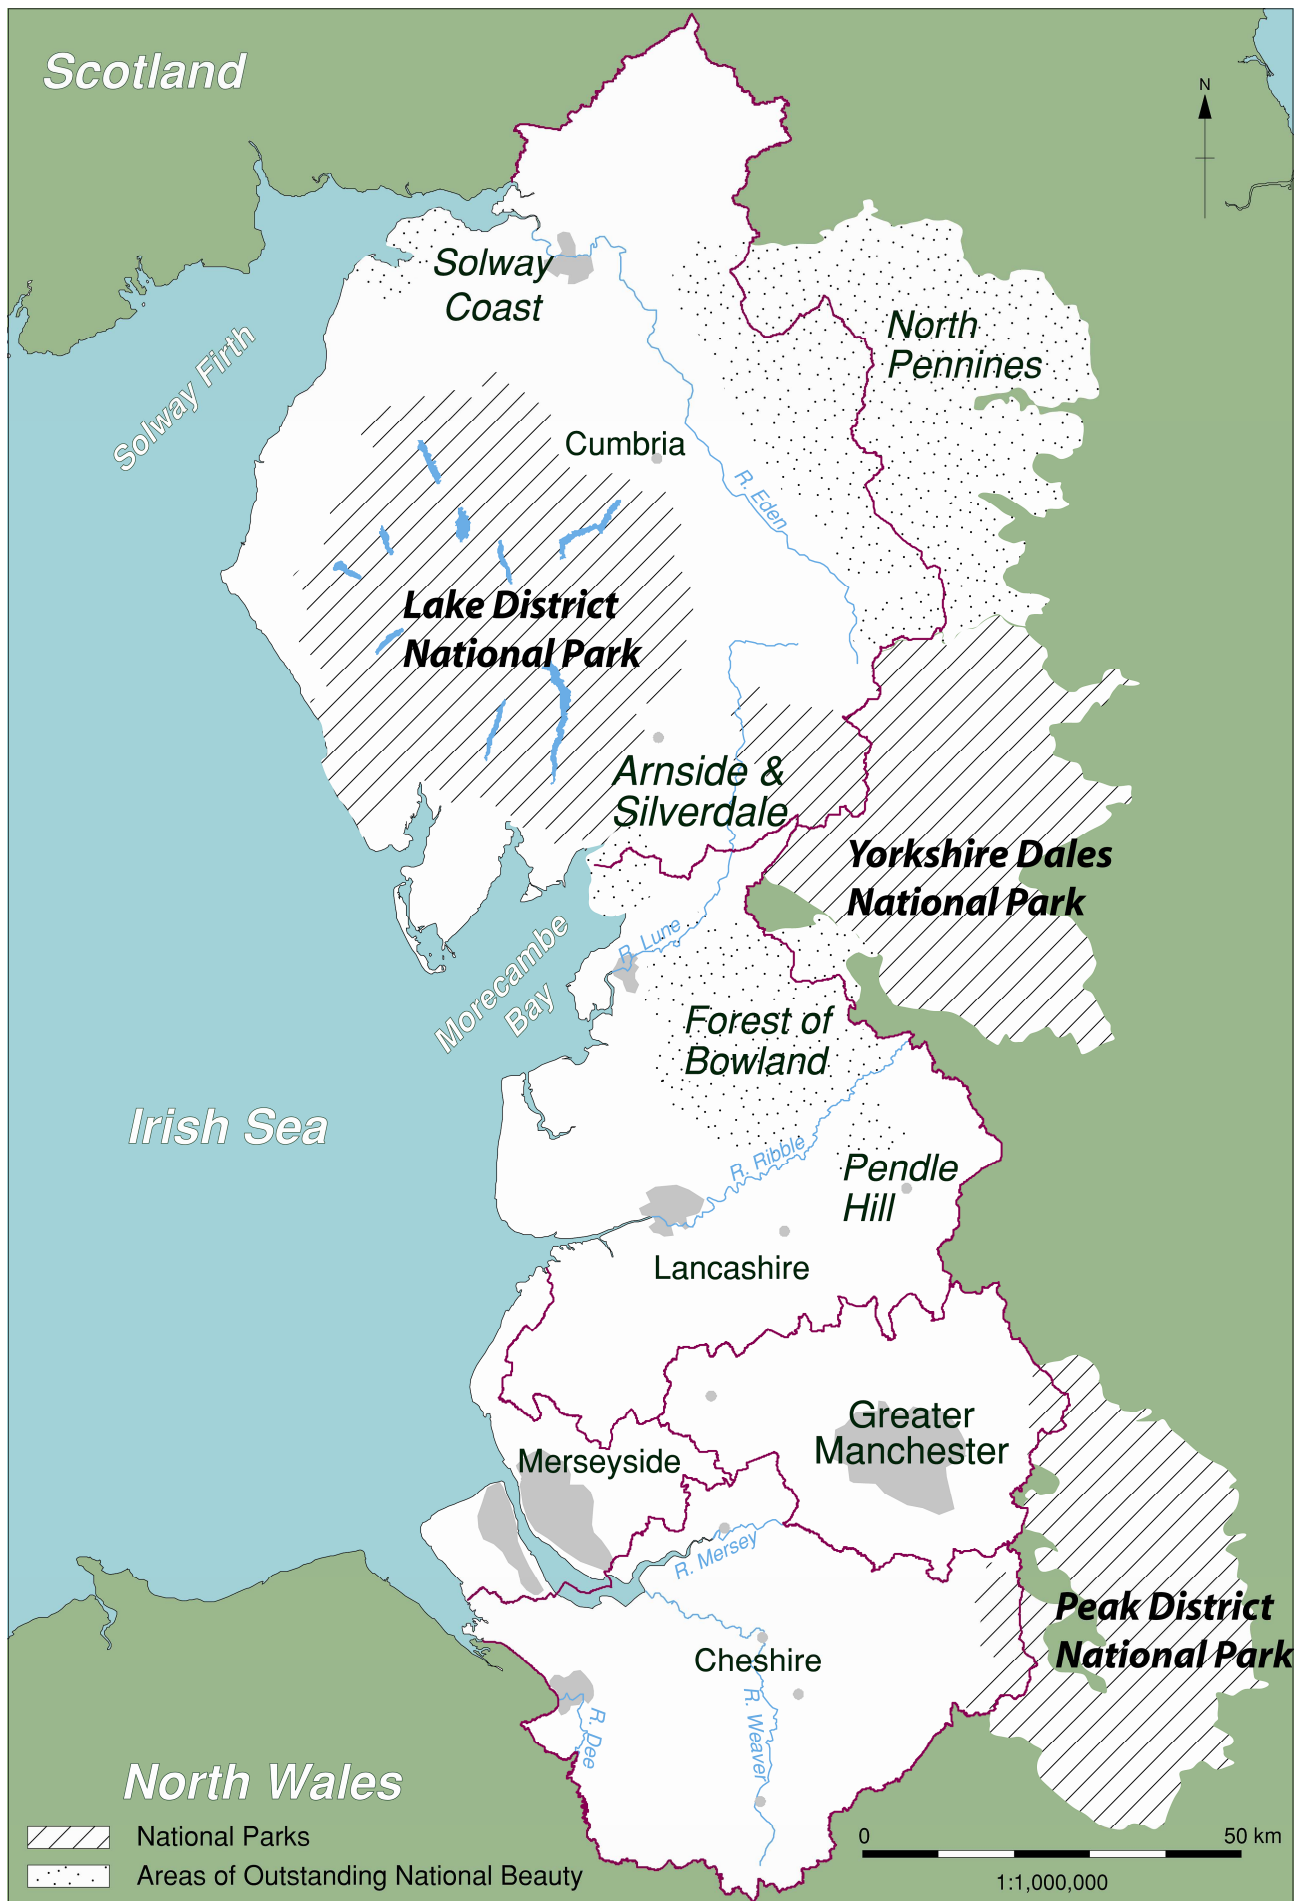 Scotland
N
Solway
Coast
North
Pennines
Solway Firth
Cumbria
R. Eden
Lake District
National Park
Arnside &
Silverdale
Yorkshire Dales
National Park
R. Lune
Morecambe
Bay
Forest of
Bowland
Irish Sea
R. Ribble
Pendle
Hill
Lancashire
Greater
Manchester
Merseyside
R. Mersey
Peak District
National Park
Cheshire
R. Weaver
R. Dee
North Wales
National Parks
Areas of Outstanding National Beauty
0 50 km
1:1,000,000